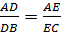 AD/DB = AE/EC